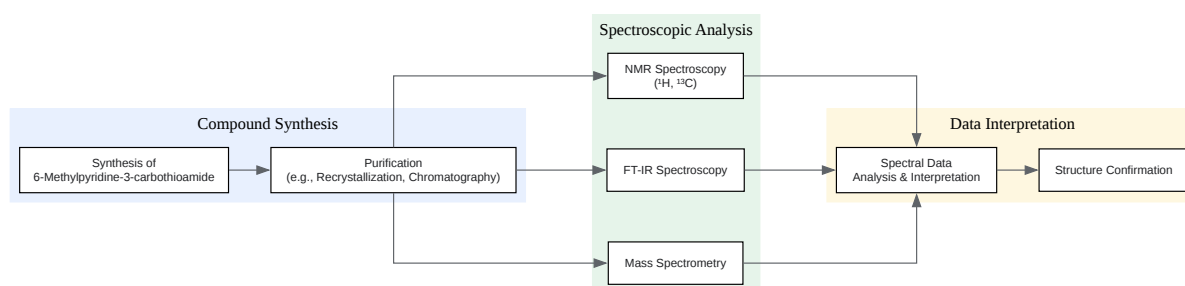 Compound Synthesis
Synthesis of
6-Methylpyridine-3-carbothioamide
Purification
(e.g., Recrystallization, Chromatography)
Spectroscopic Analysis
NMR Spectroscopy
(¹H, ¹³C)
FT-IR Spectroscopy
Mass Spectrometry
Data Interpretation
Spectral Data
Analysis & Interpretation
Structure Confirmation